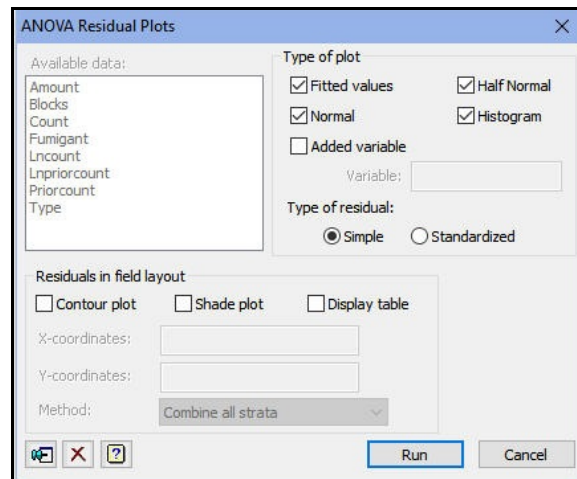 ANOVA Residual Plots
Available data:
Amount
Blocks
Count
Fumigant
Lncount
Lnpriorcount
Priorcount
Type
Type of plot
Fitted values
Half Normal
Normal
Histogram
Added variable
Variable:
Type of residual:
Simple
Standardized
Residuals in field layout
Contour plot
Shade plot
Display table
X-coordinates:
Y-coordinates:
Method:
Combine all strata
?
Run
Cancel